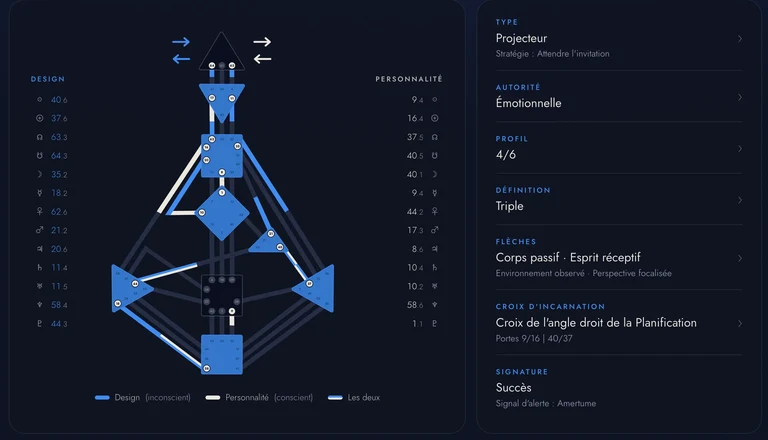 DESIGN
40.6
37.6
63.3
64.3
35.2
18.2
62.6
21.2
20.6
11.4
11.5
58.4
44.3
PERSONNALITÉ
9.4
16.4
37.5
40.5
40.1
9.4
44.2
17.3
8.6
10.4
10.2
58.6
1.1
Design (inconscient)
Personnalité (conscient)
Les deux
TYPE
Projecteur
Stratégie : Attendre l'invitation
AUTORITÉ
Émotionnelle
PROFIL
4/6
DÉFINITION
Triple
FLÈCHES
Corps passif · Esprit réceptif
Environnement observé · Perspective focalisée
CROIX D'INCARNATION
Croix de l'angle droit de la Planification
Portes 9/16 | 40/37
SIGNATURE
Succès
Signal d'alerte : Amertume